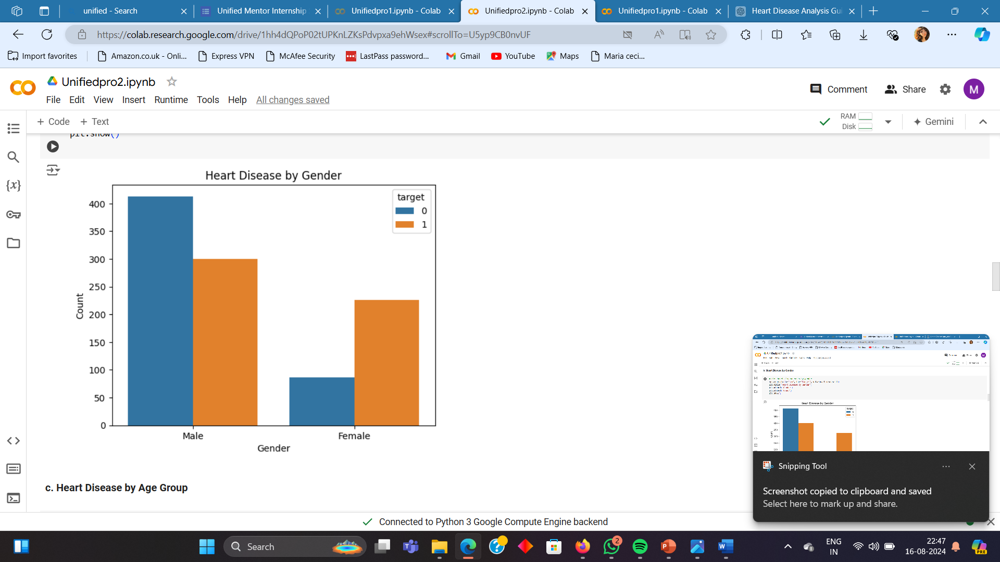 unified - Search
Unified Mentor Internship
Unifiedpro1.ipynb - Colab
Unifiedpro2.ipynb - Colab
Unifiedpro1.ipynb - Colab
Heart Disease Analysis Gui
https://colab.research.google.com/drive/1hh4dQPoP02tUPKnLZKsPdvpxa9ehWsex#scrollTo=U5yp9CB0nvUF
Import favorites
Amazon.co.uk - Onli...
Express VPN
McAfee Security
LastPass password...
Gmail
YouTube
Maps
Maria ceci...
Unifiedpro2.ipynb
Comment
Share
M
File Edit View Insert Runtime Tools Help All changes saved
+ Code + Text
RAM
Disk
Gemini
plt.show()
{x}
Heart Disease by Gender
target
0
1
400
350
300
250
200
150
100
50
0
Count
Male Female
Gender
c. Heart Disease by Age Group
Heart Disease by Gender
Snipping Tool
Screenshot copied to clipboard and saved
Select here to mark up and share.
Connected to Python 3 Google Compute Engine backend
Search
2
ENG
IN
22:47
16-08-2024
PRE